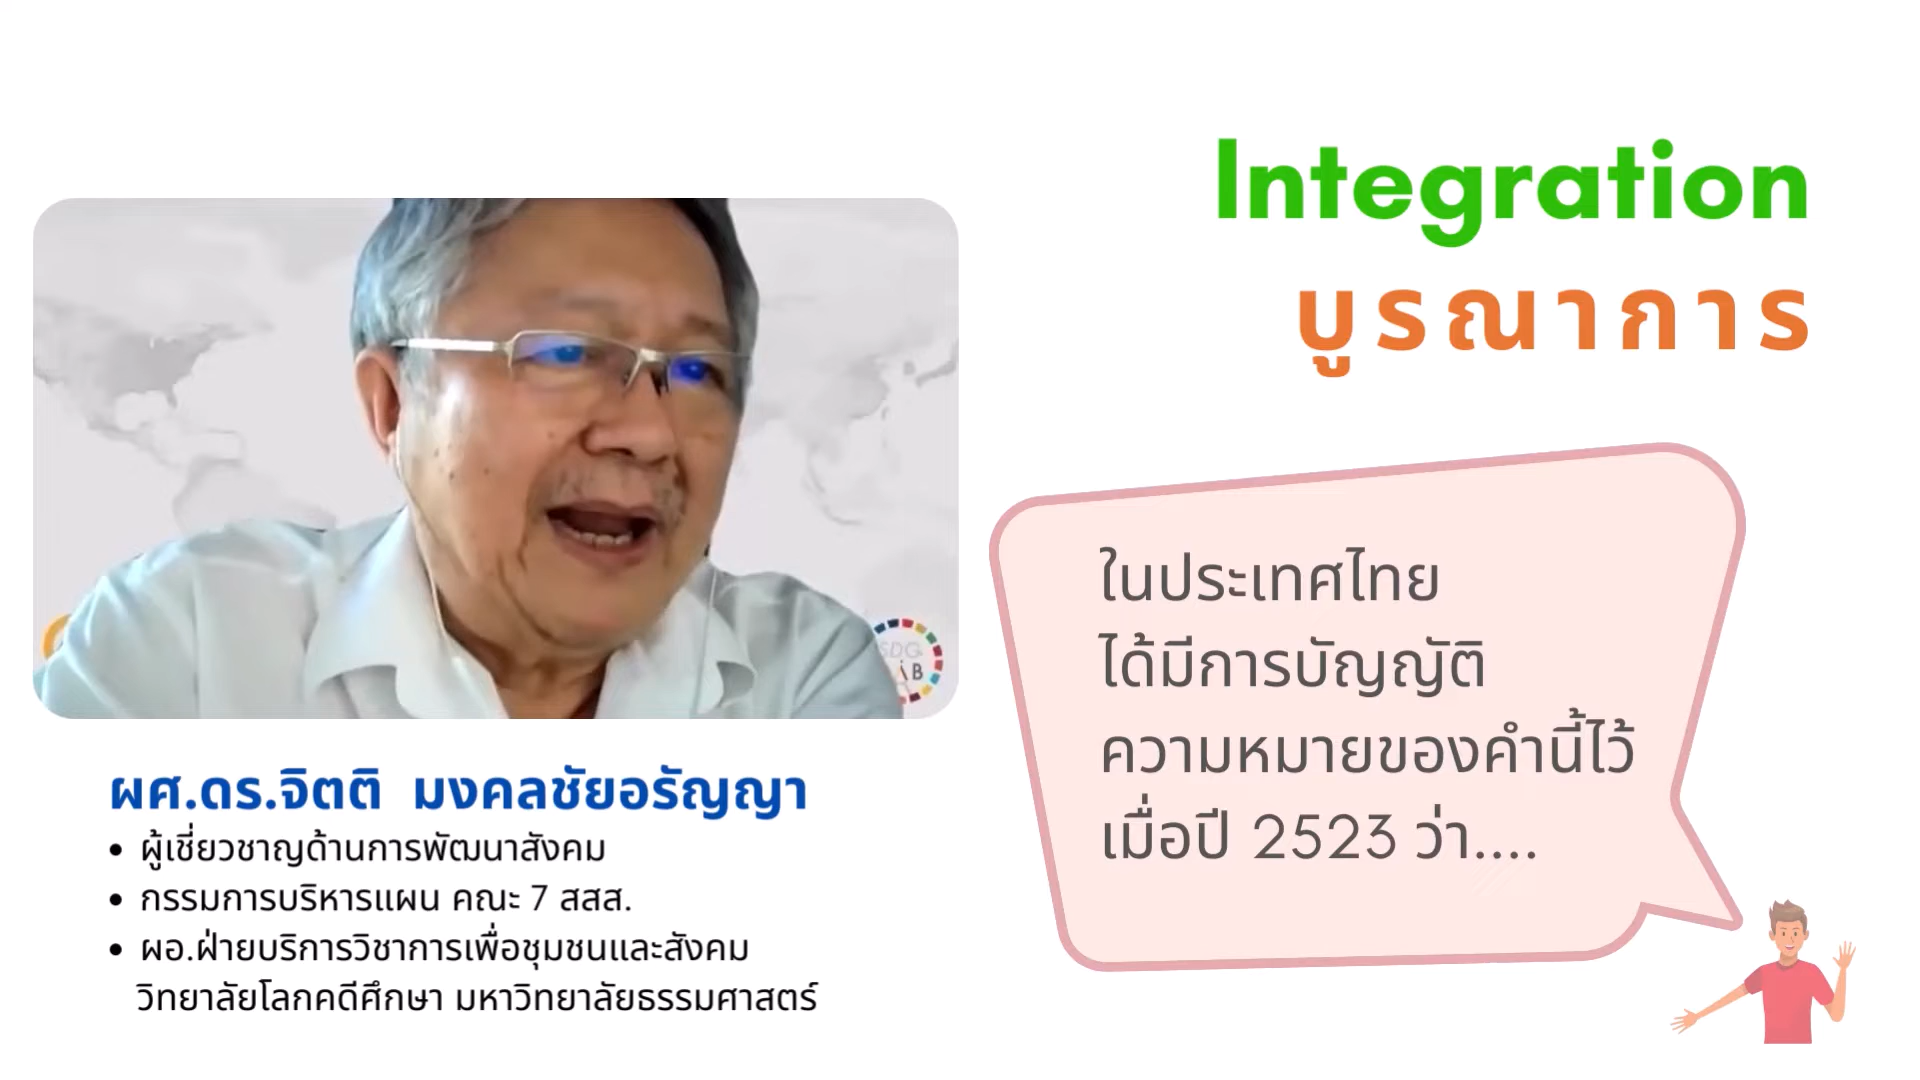 Integration
บูรณาการ
SDG
LAB
ผศ.ดร.จิตติ มงคลชัยอรัญญา
• ผู้เชี่ยวชาญด้านการพัฒนาสังคม
• กรรมการบริหารแผน คณะ 7 สสส.
• ผอ.ฝ่ายบริการวิชาการเพื่อชุมชนและสังคม
วิทยาลัยโลกคดีศึกษา มหาวิทยาลัยธรรมศาสตร์
ในประเทศไทย
ได้มีการบัญญัติ
ความหมายของคำนี้ไว้
เมื่อปี 2523 ว่า....